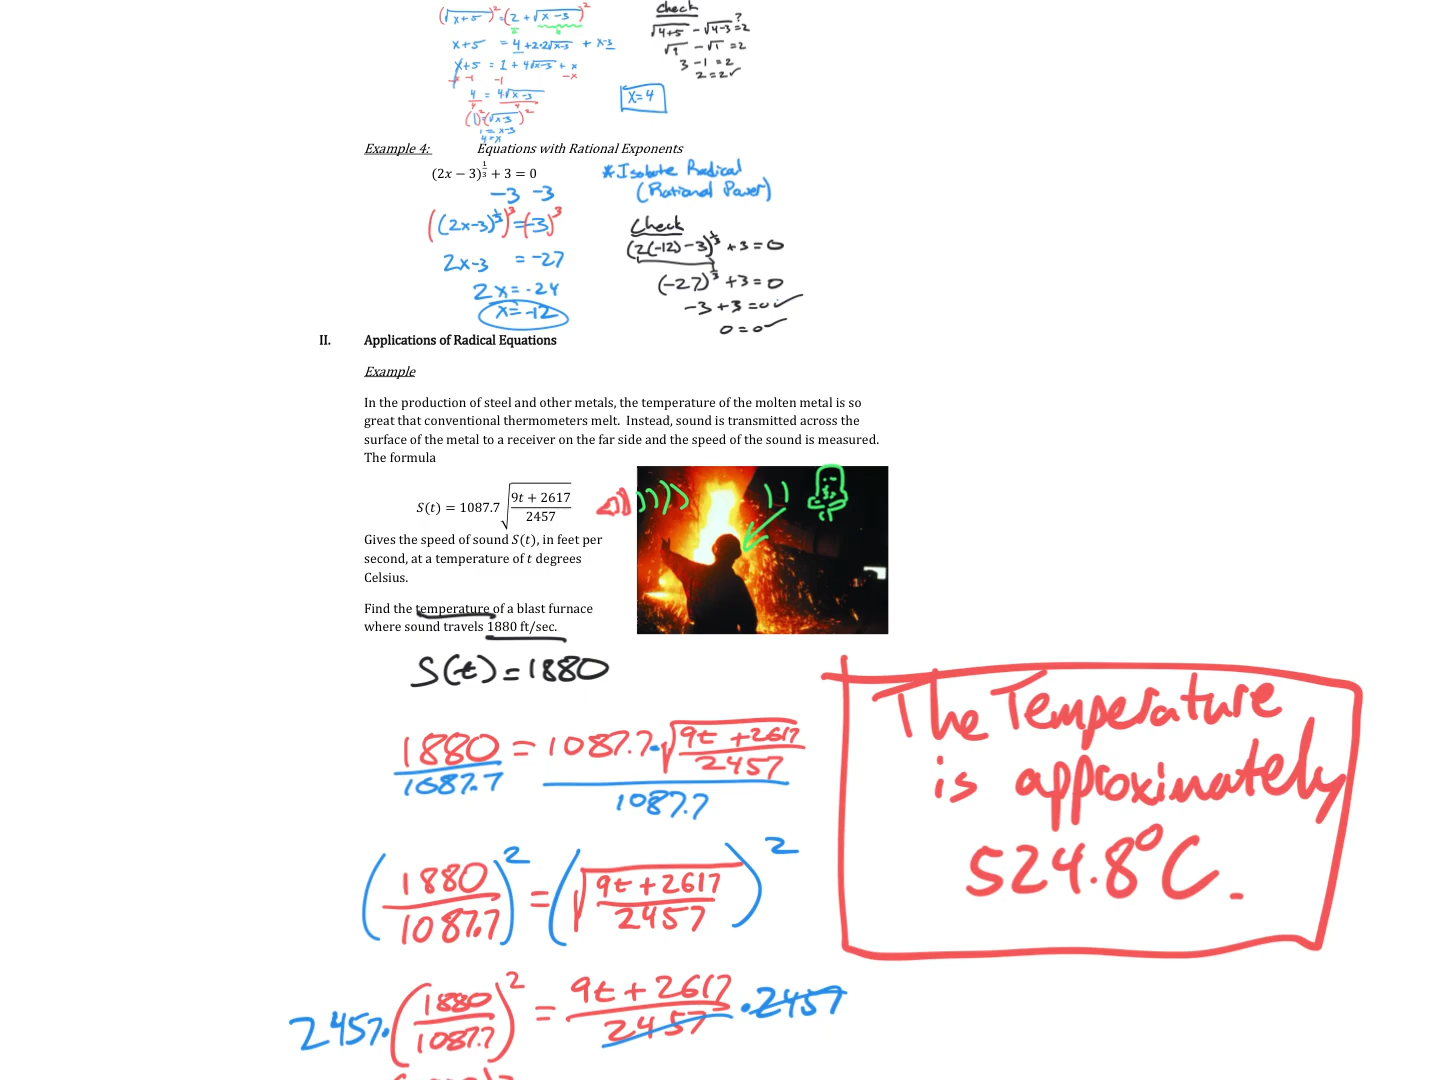 (√x+5)² = (2 + √x-3)²
x+5 = 4 + 2·2√x-3 + x-3
x+5 = 1 + 4√x-3 + x
-x -1 -1 -x
4/4 = 4√x-3/4
(1)² = (√x-3)²
1 = x-3
4 = x
Check
√4+5 - √4-3 ?= 2
√9 - √1 = 2
3 - 1 = 2
2 = 2 ✓
x=4
Example 4: Equations with Rational Exponents
(2x − 3)^(1/3) + 3 = 0
-3 -3
((2x-3)^(1/3))³ = (-3)³
2x-3 = -27
2x = -24
x = -12
*Isolate Radical
(Rational Power)
Check
(2(-12)-3)^(1/3) + 3 = 0
(-27)^(1/3) + 3 = 0
-3 + 3 = 0 ✓
0 = 0 ✓
II. Applications of Radical Equations
Example
In the production of steel and other metals, the temperature of the molten metal is so
great that conventional thermometers melt. Instead, sound is transmitted across the
surface of the metal to a receiver on the far side and the speed of the sound is measured.
The formula
S(t) = 1087.7 √(9t + 2617 / 2457)
Gives the speed of sound S(t), in feet per
second, at a temperature of t degrees
Celsius.
Find the temperature of a blast furnace
where sound travels 1880 ft/sec.
S(t) = 1880
1880/1087.7 = 1087.7·√(9t + 2617 / 2457) / 1087.7
(1880/1087.7)² = (√(9t + 2617 / 2457))²
2457·(1880/1087.7)² = 9t + 2617 / 2457 · 2457
The Temperature
is approximately
524.8°C.